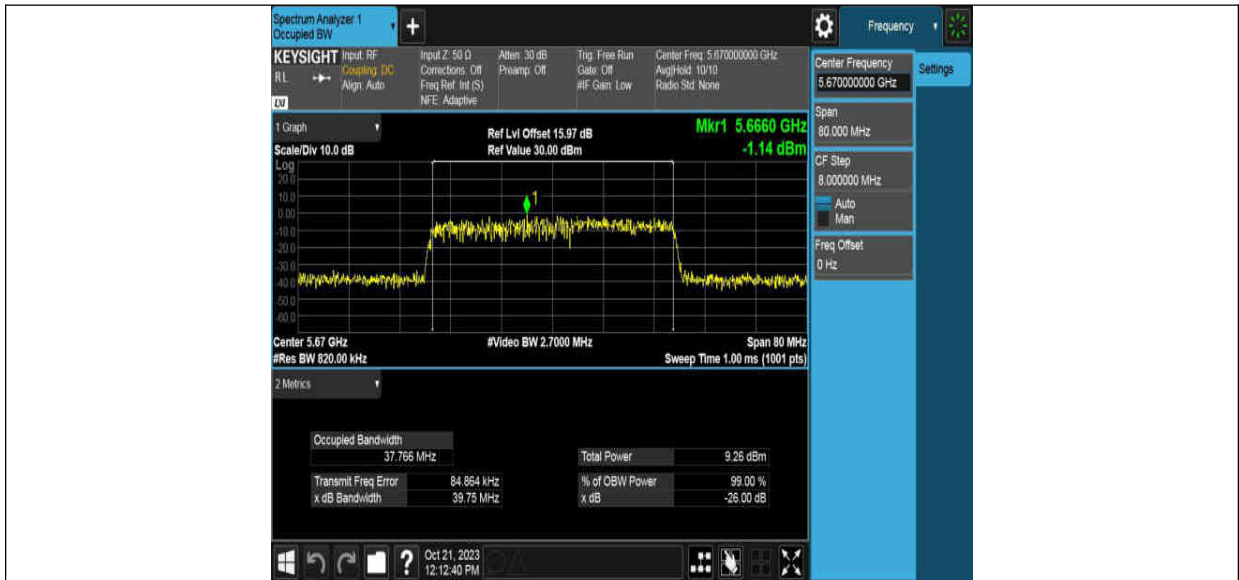 Spectrum Analyzer 1
Occupied BW
Frequency
KEYSIGHT
RL
LXI
Input: RF
Coupling: DC
Align: Auto
Input Z: 50 Ω
Corrections: Off
Freq Ref: Int (S)
NFE: Adaptive
Atten: 30 dB
Preamp: Off
Trig: Free Run
Gate: Off
#IF Gain: Low
Center Freq: 5.670000000 GHz
Avg|Hold: 10/10
Radio Std: None
Center Frequency
5.670000000 GHz
Settings
Span
80.000 MHz
CF Step
8.000000 MHz
Auto
Man
Freq Offset
0 Hz
1 Graph
Scale/Div 10.0 dB
Ref Lvl Offset 15.97 dB
Ref Value 30.00 dBm
Mkr1 5.6660 GHz
-1.14 dBm
Log
20.0
10.0
0.00
-10.0
-20.0
-30.0
-40.0
-50.0
-60.0
1
Center 5.67 GHz
#Video BW 2.7000 MHz
Span 80 MHz
#Res BW 820.00 kHz
Sweep Time 1.00 ms (1001 pts)
2 Metrics
Occupied Bandwidth
37.766 MHz
Total Power 9.26 dBm
Transmit Freq Error 84.864 kHz
% of OBW Power 99.00 %
x dB Bandwidth 39.75 MHz
x dB -26.00 dB
?
Oct 21, 2023
12:12:40 PM